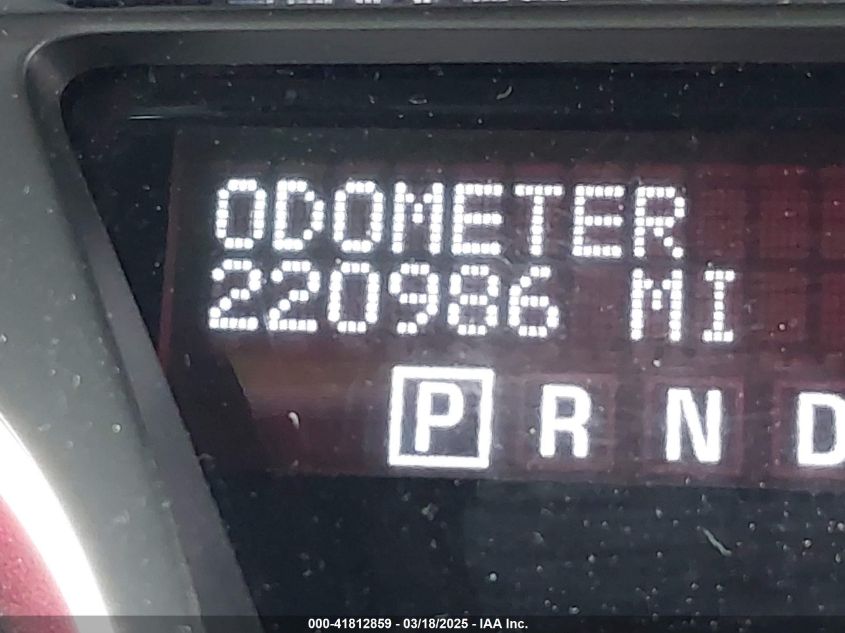 ODOMETER
220986 MI
P R N D
000-41812859 - 03/18/2025 - IAA Inc.